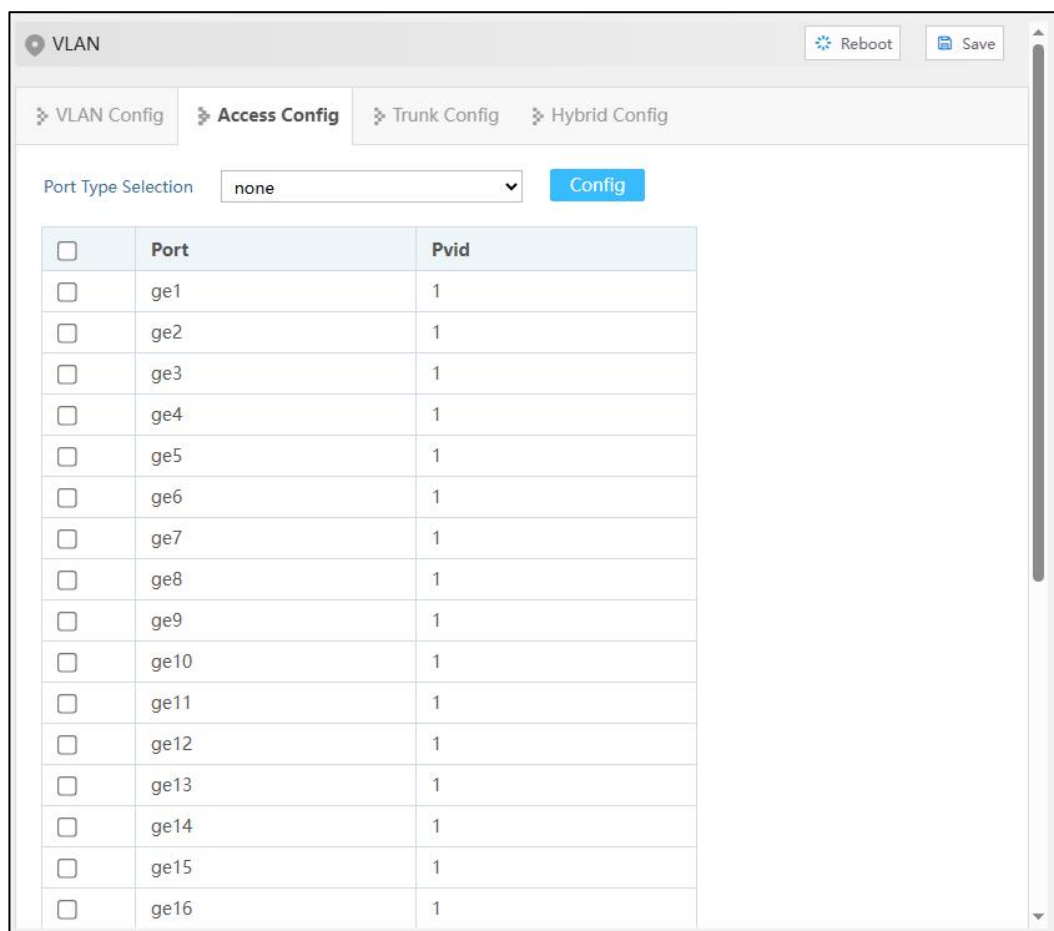 VLAN Reboot Save
VLAN Config Access Config Trunk Config Hybrid Config
Port Type Selection none Config
Port Pvid
ge1 1
ge2 1
ge3 1
ge4 1
ge5 1
ge6 1
ge7 1
ge8 1
ge9 1
ge10 1
ge11 1
ge12 1
ge13 1
ge14 1
ge15 1
ge16 1